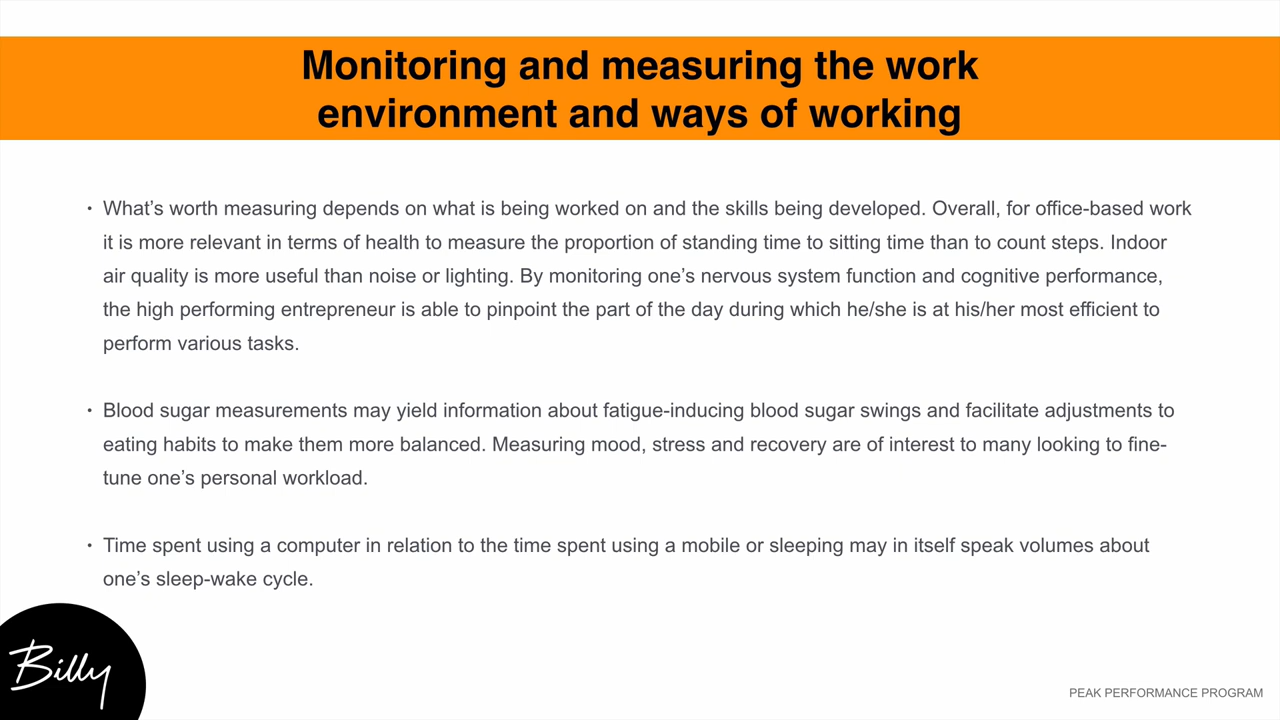 Monitoring and measuring the work
environment and ways of working
• What’s worth measuring depends on what is being worked on and the skills being developed. Overall, for office-based work
it is more relevant in terms of health to measure the proportion of standing time to sitting time than to count steps. Indoor
air quality is more useful than noise or lighting. By monitoring one’s nervous system function and cognitive performance,
the high performing entrepreneur is able to pinpoint the part of the day during which he/she is at his/her most efficient to
perform various tasks.
• Blood sugar measurements may yield information about fatigue-inducing blood sugar swings and facilitate adjustments to
eating habits to make them more balanced. Measuring mood, stress and recovery are of interest to many looking to fine-
tune one’s personal workload.
• Time spent using a computer in relation to the time spent using a mobile or sleeping may in itself speak volumes about
one’s sleep-wake cycle.
Billy
PEAK PERFORMANCE PROGRAM